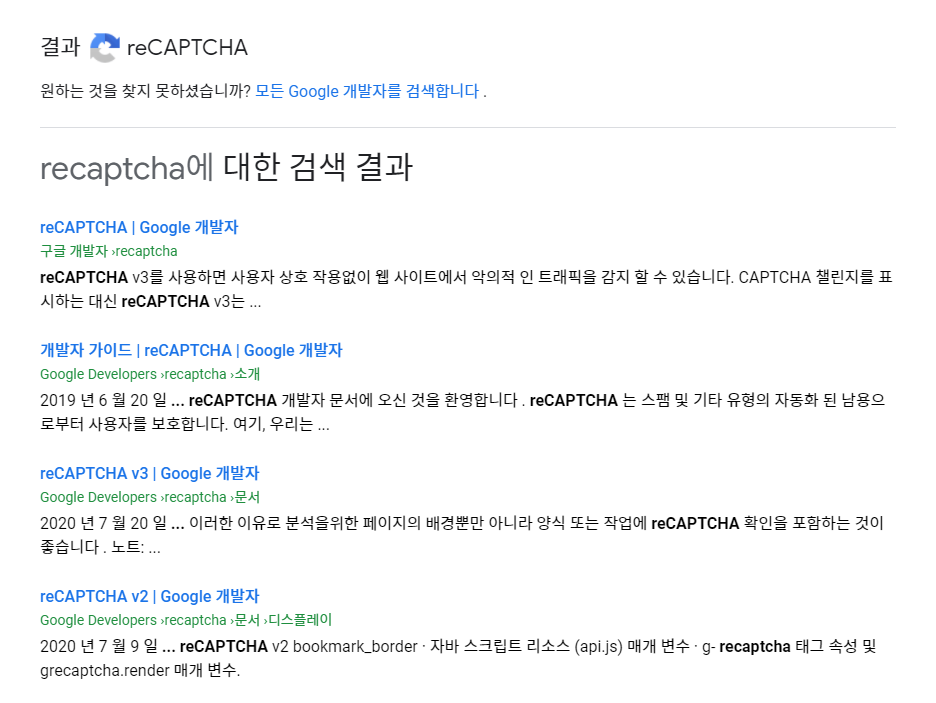 결과 reCAPTCHA
원하는 것을 찾지 못하셨습니까? 모든 Google 개발자를 검색합니다 .
recaptcha에 대한 검색 결과
reCAPTCHA | Google 개발자
구글 개발자 ›recaptcha
reCAPTCHA v3를 사용하면 사용자 상호 작용없이 웹 사이트에서 악의적 인 트래픽을 감지 할 수 있습니다. CAPTCHA 챌린지를 표
시하는 대신 reCAPTCHA v3는 ...
개발자 가이드 | reCAPTCHA | Google 개발자
Google Developers ›recaptcha ›소개
2019 년 6 월 20 일 ... reCAPTCHA 개발자 문서에 오신 것을 환영합니다 . reCAPTCHA 는 스팸 및 기타 유형의 자동화 된 남용으
로부터 사용자를 보호합니다. 여기, 우리는 ...
reCAPTCHA v3 | Google 개발자
Google Developers ›recaptcha ›문서
2020 년 7 월 20 일 ... 이러한 이유로 분석을위한 페이지의 배경뿐만 아니라 양식 또는 작업에 reCAPTCHA 확인을 포함하는 것이
좋습니다 . 노트: ...
reCAPTCHA v2 | Google 개발자
Google Developers ›recaptcha ›문서 ›디스플레이
2020 년 7 월 9 일 ... reCAPTCHA v2 bookmark_border · 자바 스크립트 리소스 (api.js) 매개 변수 · g- recaptcha 태그 속성 및
grecaptcha.render 매개 변수.